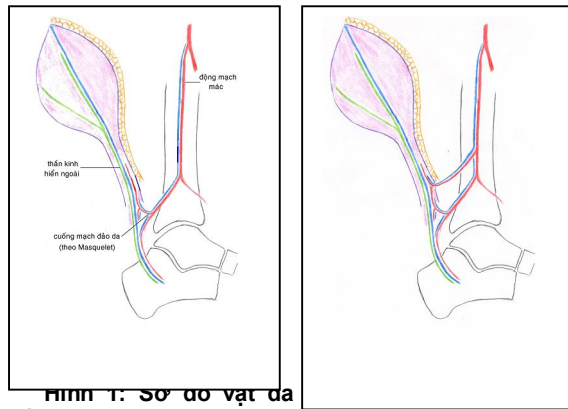 động mạch
mác
thần kinh
hiển ngoài
cuống mạch đảo da
(theo Masquelet)
Hình 1: Sơ đồ vạt da